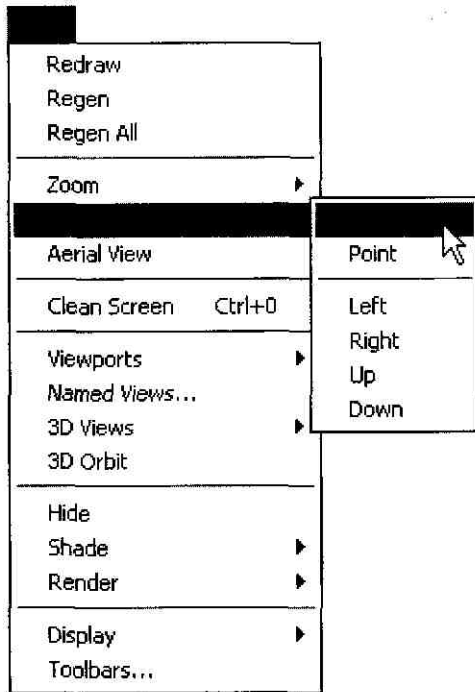 Redraw
Regen
Regen All
Zoom
Aerial View
Clean Screen Ctrl+0
Viewports
Named Views...
3D Views
3D Orbit
Hide
Shade
Render
Display
Toolbars...
Point
Left
Right
Up
Down